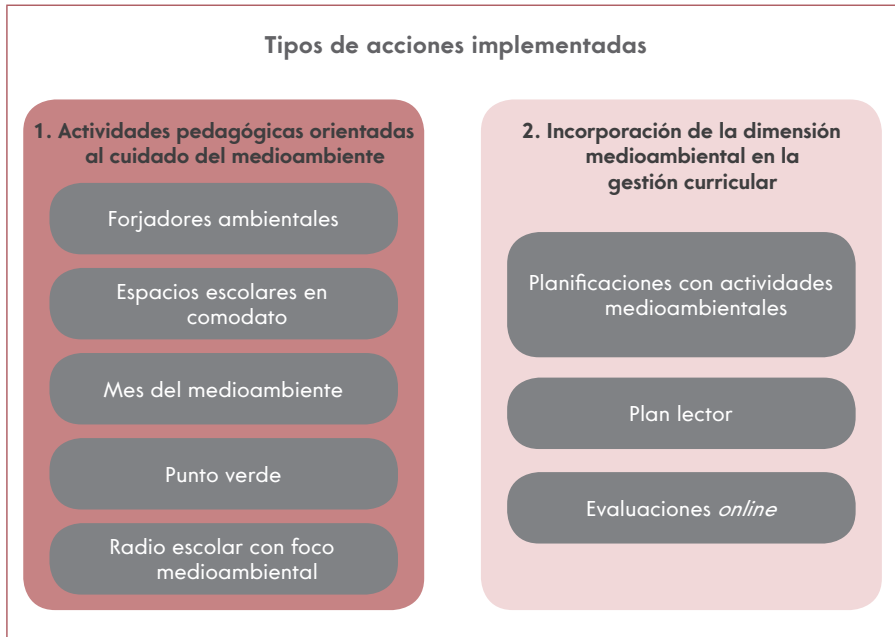 Tipos de acciones implementadas
1. Actividades pedagógicas orientadas
al cuidado del medioambiente
Forjadores ambientales
Espacios escolares en
comodato
Mes del medioambiente
Punto verde
Radio escolar con foco
medioambiental
2. Incorporación de la dimensión
medioambiental en la
gestión curricular
Planificaciones con actividades
medioambientales
Plan lector
Evaluaciones online